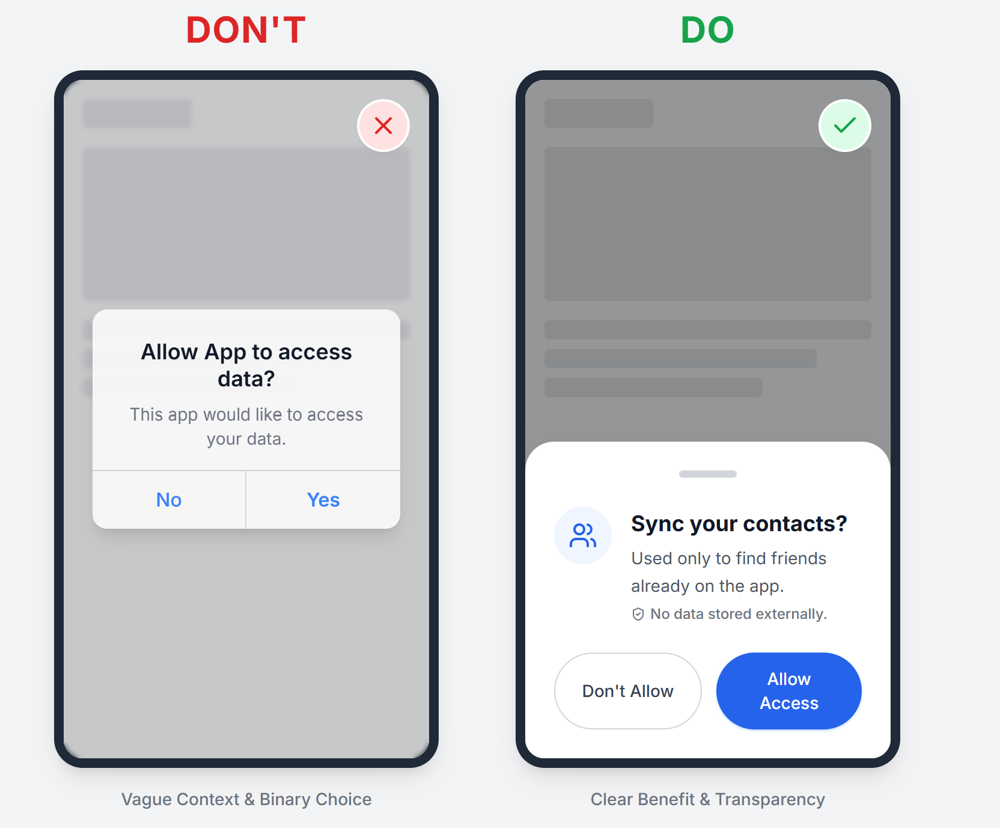 DON'T
Allow App to access
data?
This app would like to access
your data.
No
Yes
Vague Context & Binary Choice
DO
Sync your contacts?
Used only to find friends
already on the app.
No data stored externally.
Don't Allow
Allow
Access
Clear Benefit & Transparency